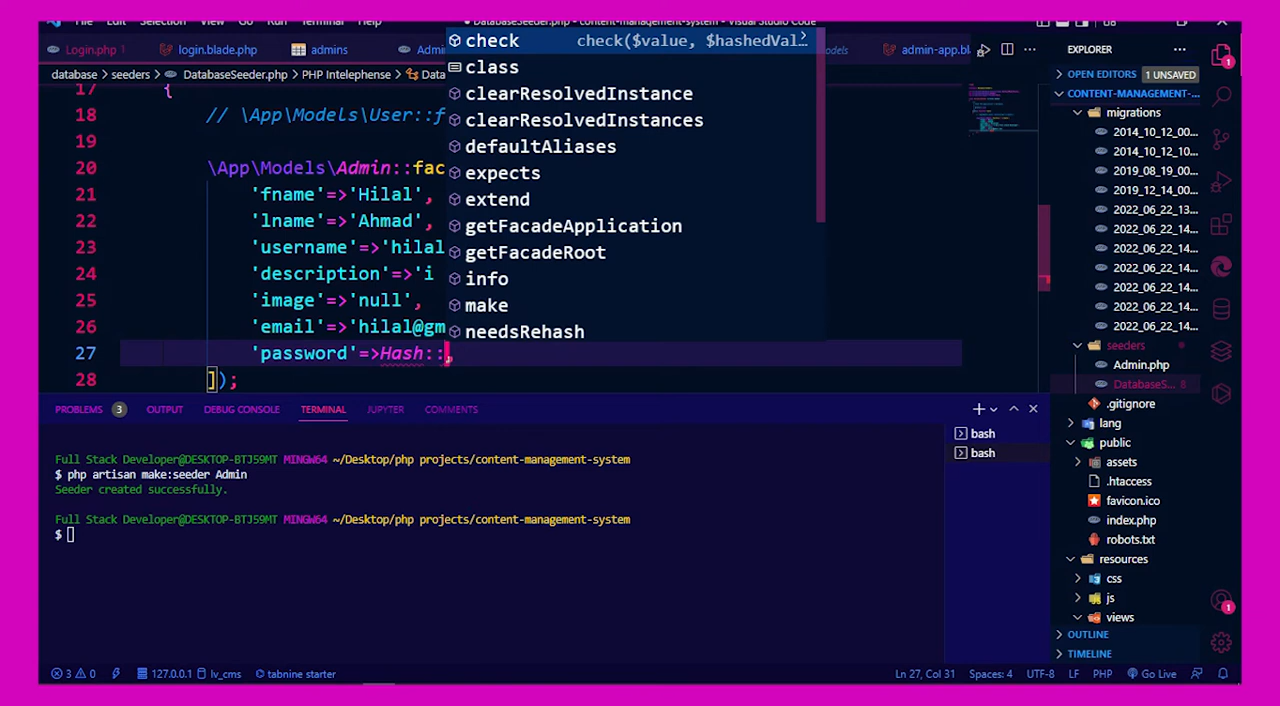 File Edit Selection View Go Run Terminal Help
DatabaseSeeder.php - content-management-system - Visual Studio Code
Login.php 1
login.blade.php
admins
Admi
odels
admin-app.bl
database > seeders > DatabaseSeeder.php > PHP Intelephense > Data
check check($value, $hashedVal…
class
clearResolvedInstance
clearResolvedInstances
defaultAliases
expects
extend
getFacadeApplication
getFacadeRoot
info
make
needsRehash
17 {
18 // \App\Models\User::f
19
20 \App\Models\Admin::fac
21 'fname'=>'Hilal',
22 'lname'=>'Ahmad',
23 'username'=>'hilal
24 'description'=>'i
25 'image'=>'null',
26 'email'=>'hilal@gm
27 'password'=>Hash::,
28 ]);
EXPLORER
OPEN EDITORS 1 UNSAVED
CONTENT-MANAGEMENT-...
migrations
2014_10_12_00...
2014_10_12_10...
2019_08_19_00...
2019_12_14_00...
2022_06_22_13...
2022_06_22_14...
2022_06_22_14...
2022_06_22_14...
2022_06_22_14...
2022_06_22_14...
2022_06_22_14...
seeders
Admin.php
DatabaseS... 8
.gitignore
lang
public
assets
.htaccess
favicon.ico
index.php
robots.txt
resources
css
js
views
OUTLINE
TIMELINE
1
1
PROBLEMS 3 OUTPUT DEBUG CONSOLE TERMINAL JUPYTER COMMENTS
bash
bash
Full Stack Developer@DESKTOP-BTJ59MT MINGW64 ~/Desktop/php projects/content-management-system
$ php artisan make:seeder Admin
Seeder created successfully.
Full Stack Developer@DESKTOP-BTJ59MT MINGW64 ~/Desktop/php projects/content-management-system
$
3 0 127.0.0.1 lv_cms tabnine starter
Ln 27, Col 31 Spaces: 4 UTF-8 LF PHP Go Live